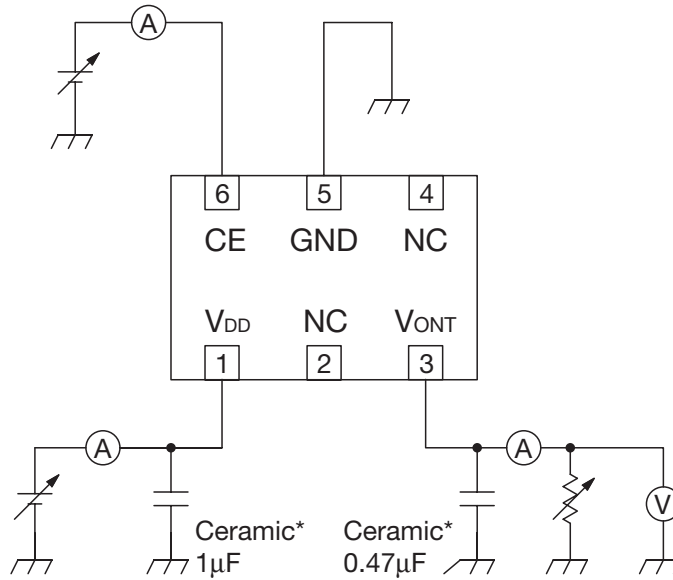 A
6 5 4
CE GND NC
VDD NC VONT
1 2 3
A A
V
Ceramic* Ceramic*
1μF 0.47μF